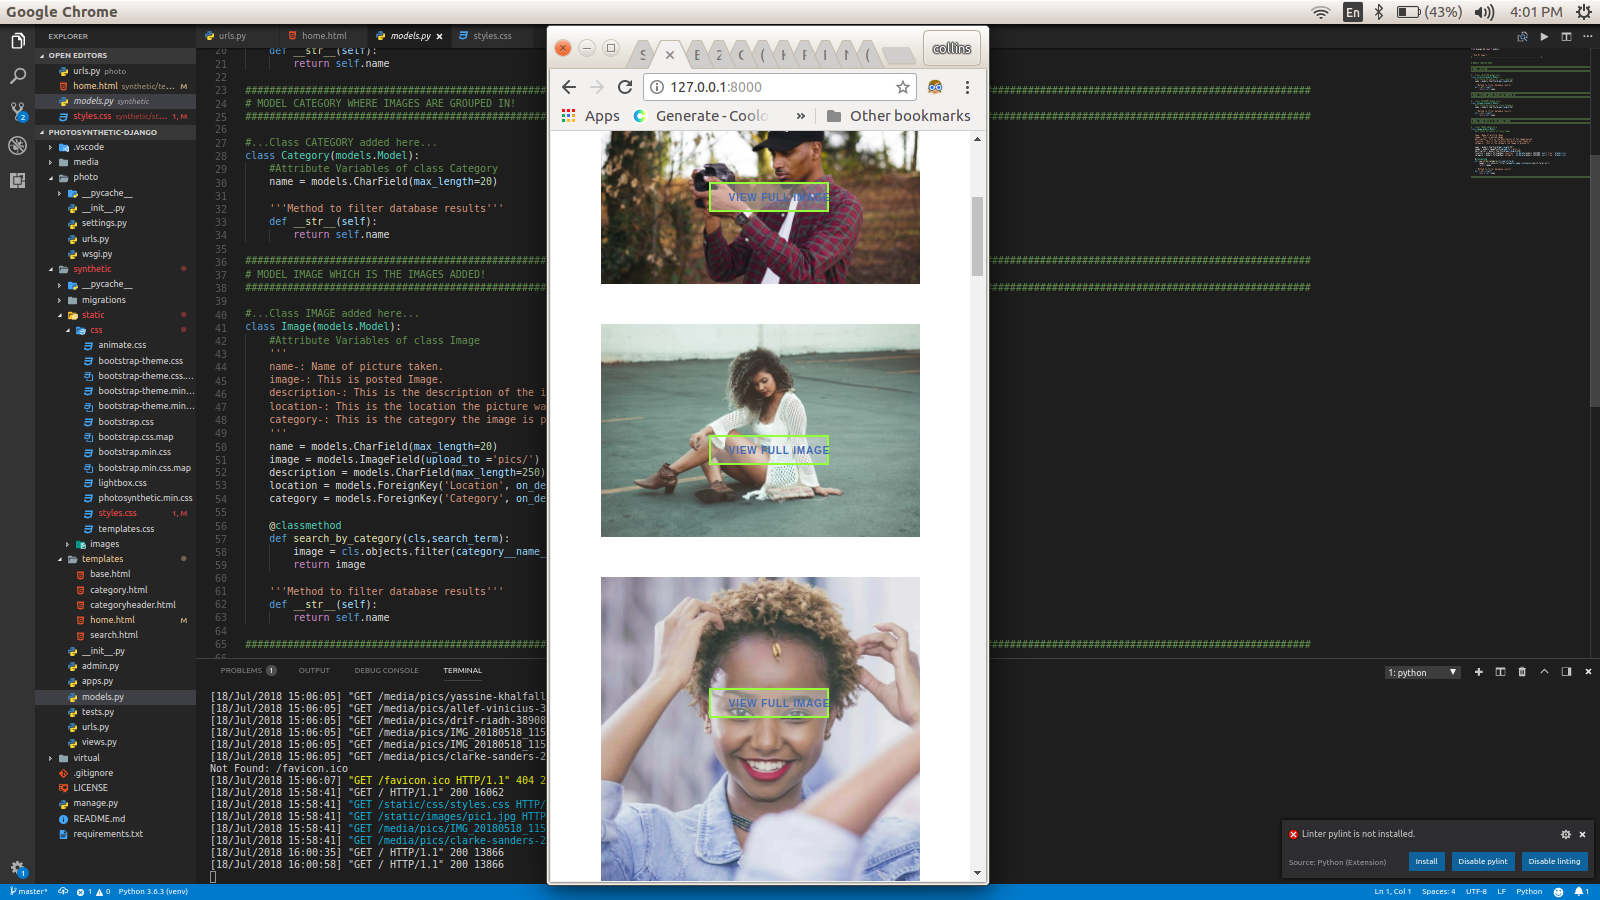 Google Chrome
En
(43%)
4:01 PM
EXPLORER
OPEN EDITORS
urls.py photo
home.html synthetic/te... M
models.py synthetic
styles.css synthetic/st... 1, M
PHOTOSYNTHETIC-DJANGO
.vscode
media
photo
__pycache__
__init__.py
settings.py
urls.py
wsgi.py
synthetic
__pycache__
migrations
static
css
animate.css
bootstrap-theme.css
bootstrap-theme.css....
bootstrap-theme.min...
bootstrap-theme.min...
bootstrap.css
bootstrap.css.map
bootstrap.min.css
bootstrap.min.css.map
lightbox.css
photosynthetic.min.css
styles.css 1, M
templates.css
images
templates
base.html
category.html
categoryheader.html
home.html M
search.html
__init__.py
admin.py
apps.py
models.py
tests.py
urls.py
views.py
virtual
.gitignore
LICENSE
manage.py
README.md
requirements.txt
urls.py home.html models.py styles.css
20 def __str__(self):
21 return self.name
22
23
24 # MODEL CATEGORY WHERE IMAGES ARE GROUPED IN!
25
26
27 #...Class CATEGORY added here...
28 class Category(models.Model):
29 #Attribute Variables of class Category
30 name = models.CharField(max_length=20)
31
32 '''Method to filter database results'''
33 def __str__(self):
34 return self.name
35
36
37 # MODEL IMAGE WHICH IS THE IMAGES ADDED!
38
39
40 #...Class IMAGE added here...
41 class Image(models.Model):
42 #Attribute Variables of class Image
43 '''
44 name-: Name of picture taken.
45 image-: This is posted Image.
46 description-: This is the description of the i
47 location-: This is the location the picture wa
48 category-: This is the category the image is p
49 '''
50 name = models.CharField(max_length=20)
51 image = models.ImageField(upload_to ='pics/')
52 description = models.CharField(max_length=250)
53 location = models.ForeignKey('Location', on_de
54 category = models.ForeignKey('Category', on_de
55
56 @classmethod
57 def search_by_category(cls,search_term):
58 image = cls.objects.filter(category__name_
59 return image
60
61 '''Method to filter database results'''
62 def __str__(self):
63 return self.name
64
65
PROBLEMS 1 OUTPUT DEBUG CONSOLE TERMINAL
1: python
[18/Jul/2018 15:06:05] "GET /media/pics/yassine-khalfall
[18/Jul/2018 15:06:05] "GET /media/pics/allef-vinicius-3
[18/Jul/2018 15:06:05] "GET /media/pics/drif-riadh-38908
[18/Jul/2018 15:06:05] "GET /media/pics/IMG_20180518_115
[18/Jul/2018 15:06:05] "GET /media/pics/IMG_20180518_115
[18/Jul/2018 15:06:05] "GET /media/pics/clarke-sanders-2
Not Found: /favicon.ico
[18/Jul/2018 15:06:07] "GET /favicon.ico HTTP/1.1" 404 2
[18/Jul/2018 15:58:41] "GET / HTTP/1.1" 200 16062
[18/Jul/2018 15:58:41] "GET /static/css/styles.css HTTP/
[18/Jul/2018 15:58:41] "GET /static/images/pic1.jpg HTTP
[18/Jul/2018 15:58:41] "GET /media/pics/IMG_20180518_115
[18/Jul/2018 15:58:41] "GET /media/pics/clarke-sanders-2
[18/Jul/2018 16:00:35] "GET / HTTP/1.1" 200 13866
[18/Jul/2018 16:00:58] "GET / HTTP/1.1" 200 13866
collins
127.0.0.1:8000
Apps Generate - Coolo » Other bookmarks
VIEW FULL IMAGE
VIEW FULL IMAGE
VIEW FULL IMAGE
Linter pylint is not installed.
Source: Python (Extension) Install Disable pylint Disable linting
master* 1 0 Python 3.6.3 (venv) Ln 1, Col 1 Spaces: 4 UTF-8 LF Python 1